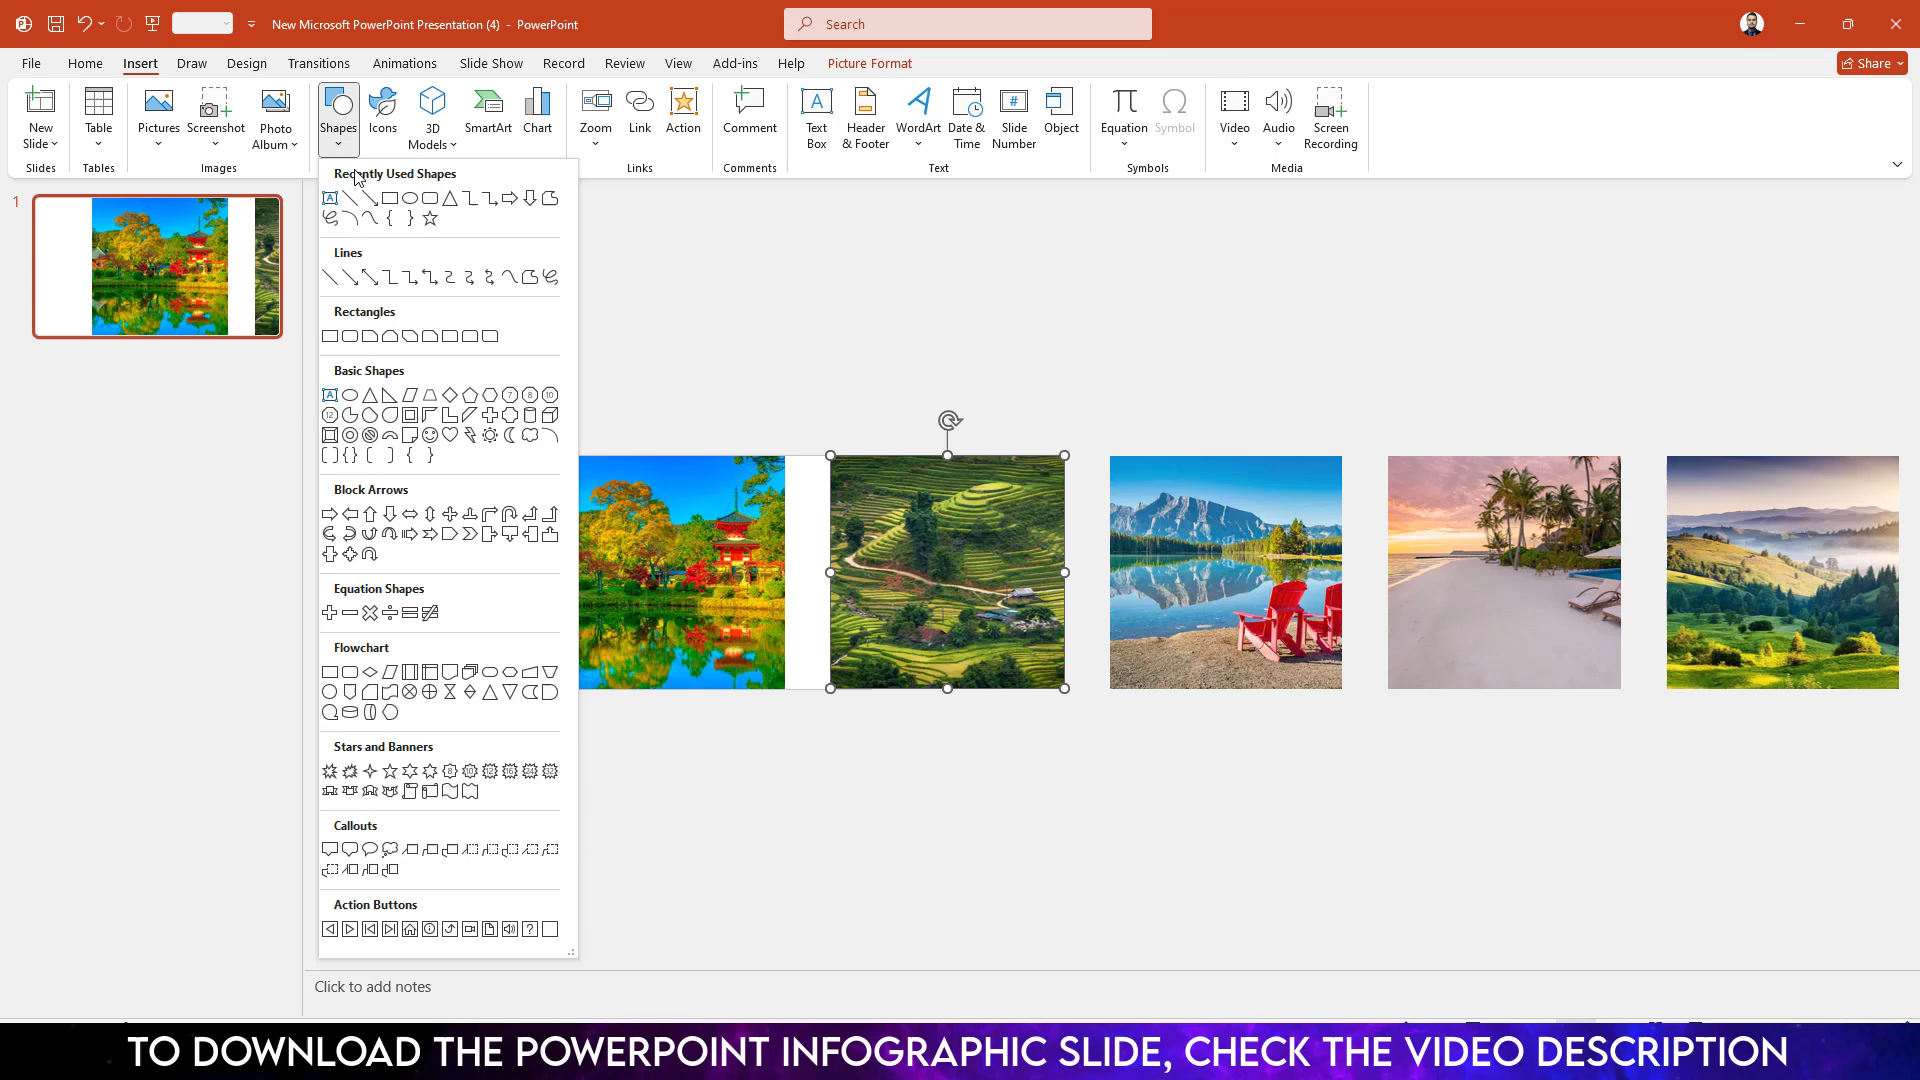 New Microsoft PowerPoint Presentation (4) - PowerPoint
Search
File Home Insert Draw Design Transitions Animations Slide Show Record Review View Add-ins Help Picture Format
Share
New Slide
Slides
Table
Tables
Pictures
Screenshot
Photo Album
Images
Shapes
Icons
3D Models
SmartArt
Chart
Zoom
Link
Action
Links
Comment
Comments
Text Box
Header & Footer
WordArt
Date & Time
Slide Number
Object
Text
Equation
Symbol
Symbols
Video
Audio
Screen Recording
Media
1
Recently Used Shapes
Lines
Rectangles
Basic Shapes
Block Arrows
Equation Shapes
Flowchart
Stars and Banners
Callouts
Action Buttons
Click to add notes
TO DOWNLOAD THE POWERPOINT INFOGRAPHIC SLIDE, CHECK THE VIDEO DESCRIPTION